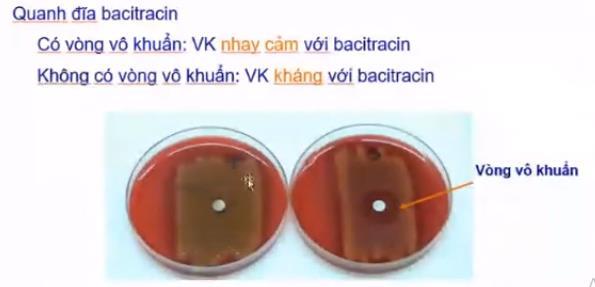 Quanh đĩa bacitracin
Có vòng vô khuẩn: VK nhay cảm với bacitracin
Không có vòng vô khuẩn: VK kháng với bacitracin
Vòng vô khuẩn